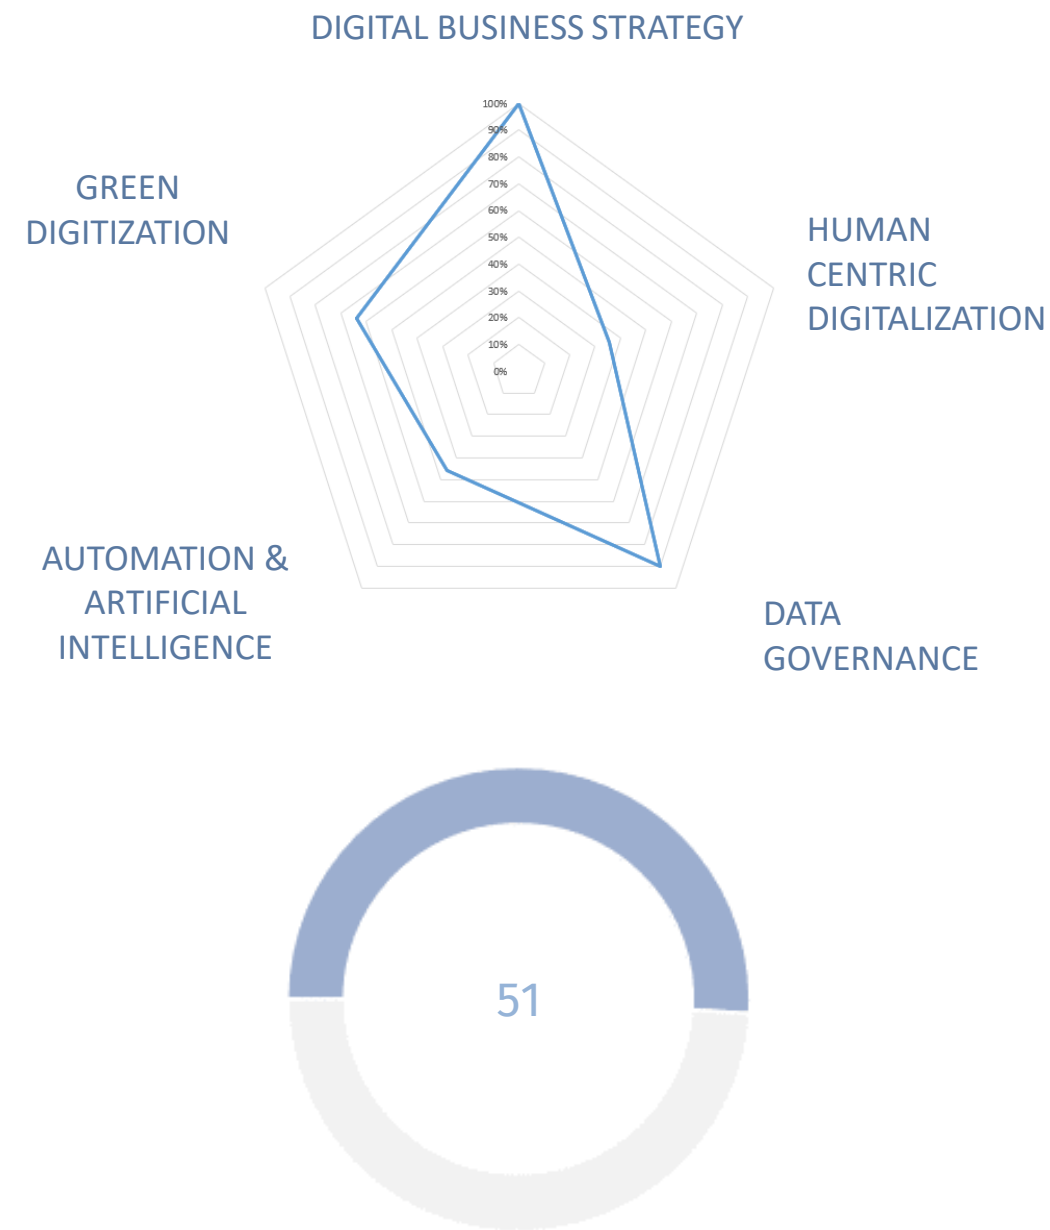 DIGITAL BUSINESS STRATEGY
100%
90%
80%
70%
60%
50%
40%
30%
20%
10%
0%
GREEN
DIGITIZATION
HUMAN
CENTRIC
DIGITALIZATION
AUTOMATION &
ARTIFICIAL
INTELLIGENCE
DATA
GOVERNANCE
51